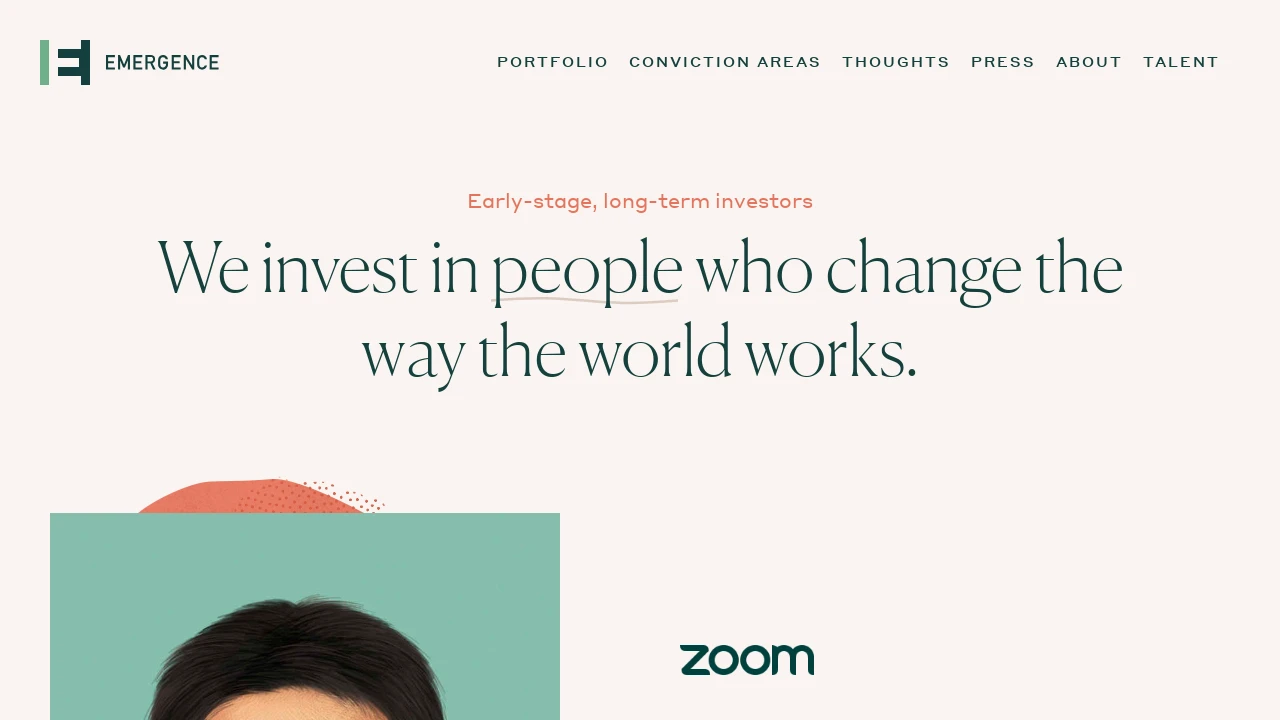 EMERGENCE
PORTFOLIO CONVICTION AREAS THOUGHTS PRESS ABOUT TALENT
Early-stage, long-term investors
We invest in people who change the
way the world works.
zoom